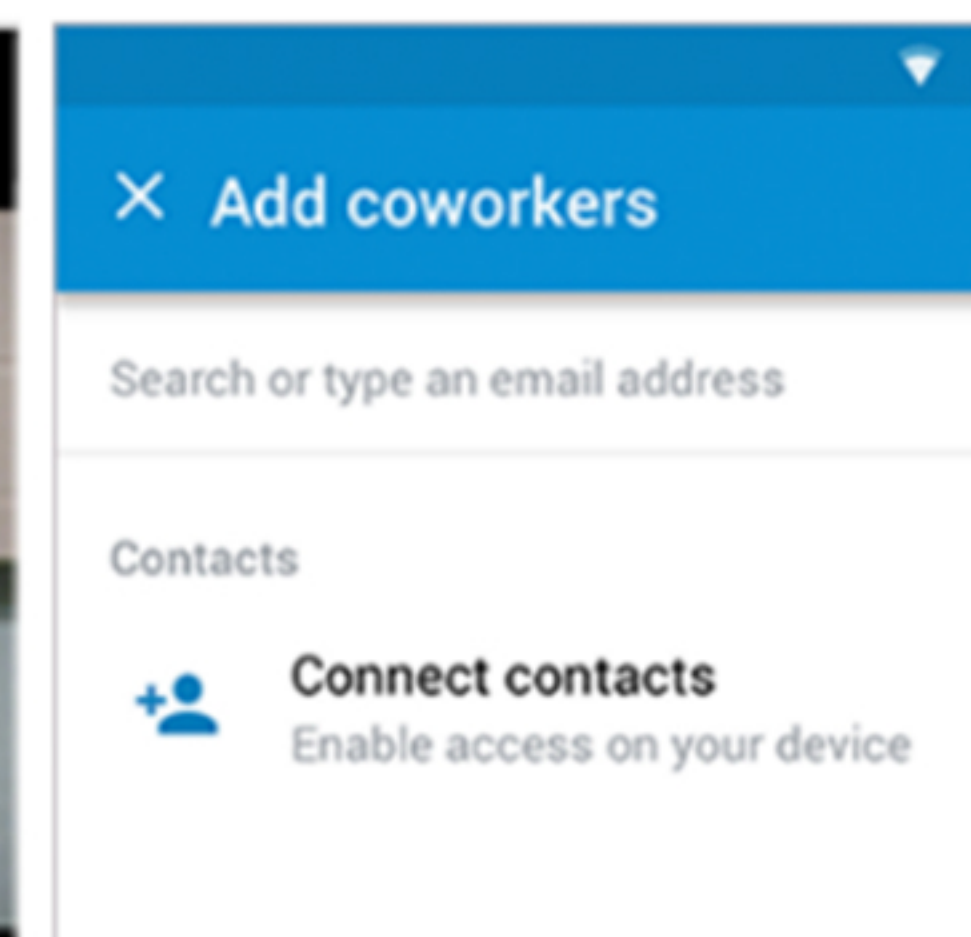 Add coworkers
Search or type an email address
Contacts
Connect contacts
Enable access on your device